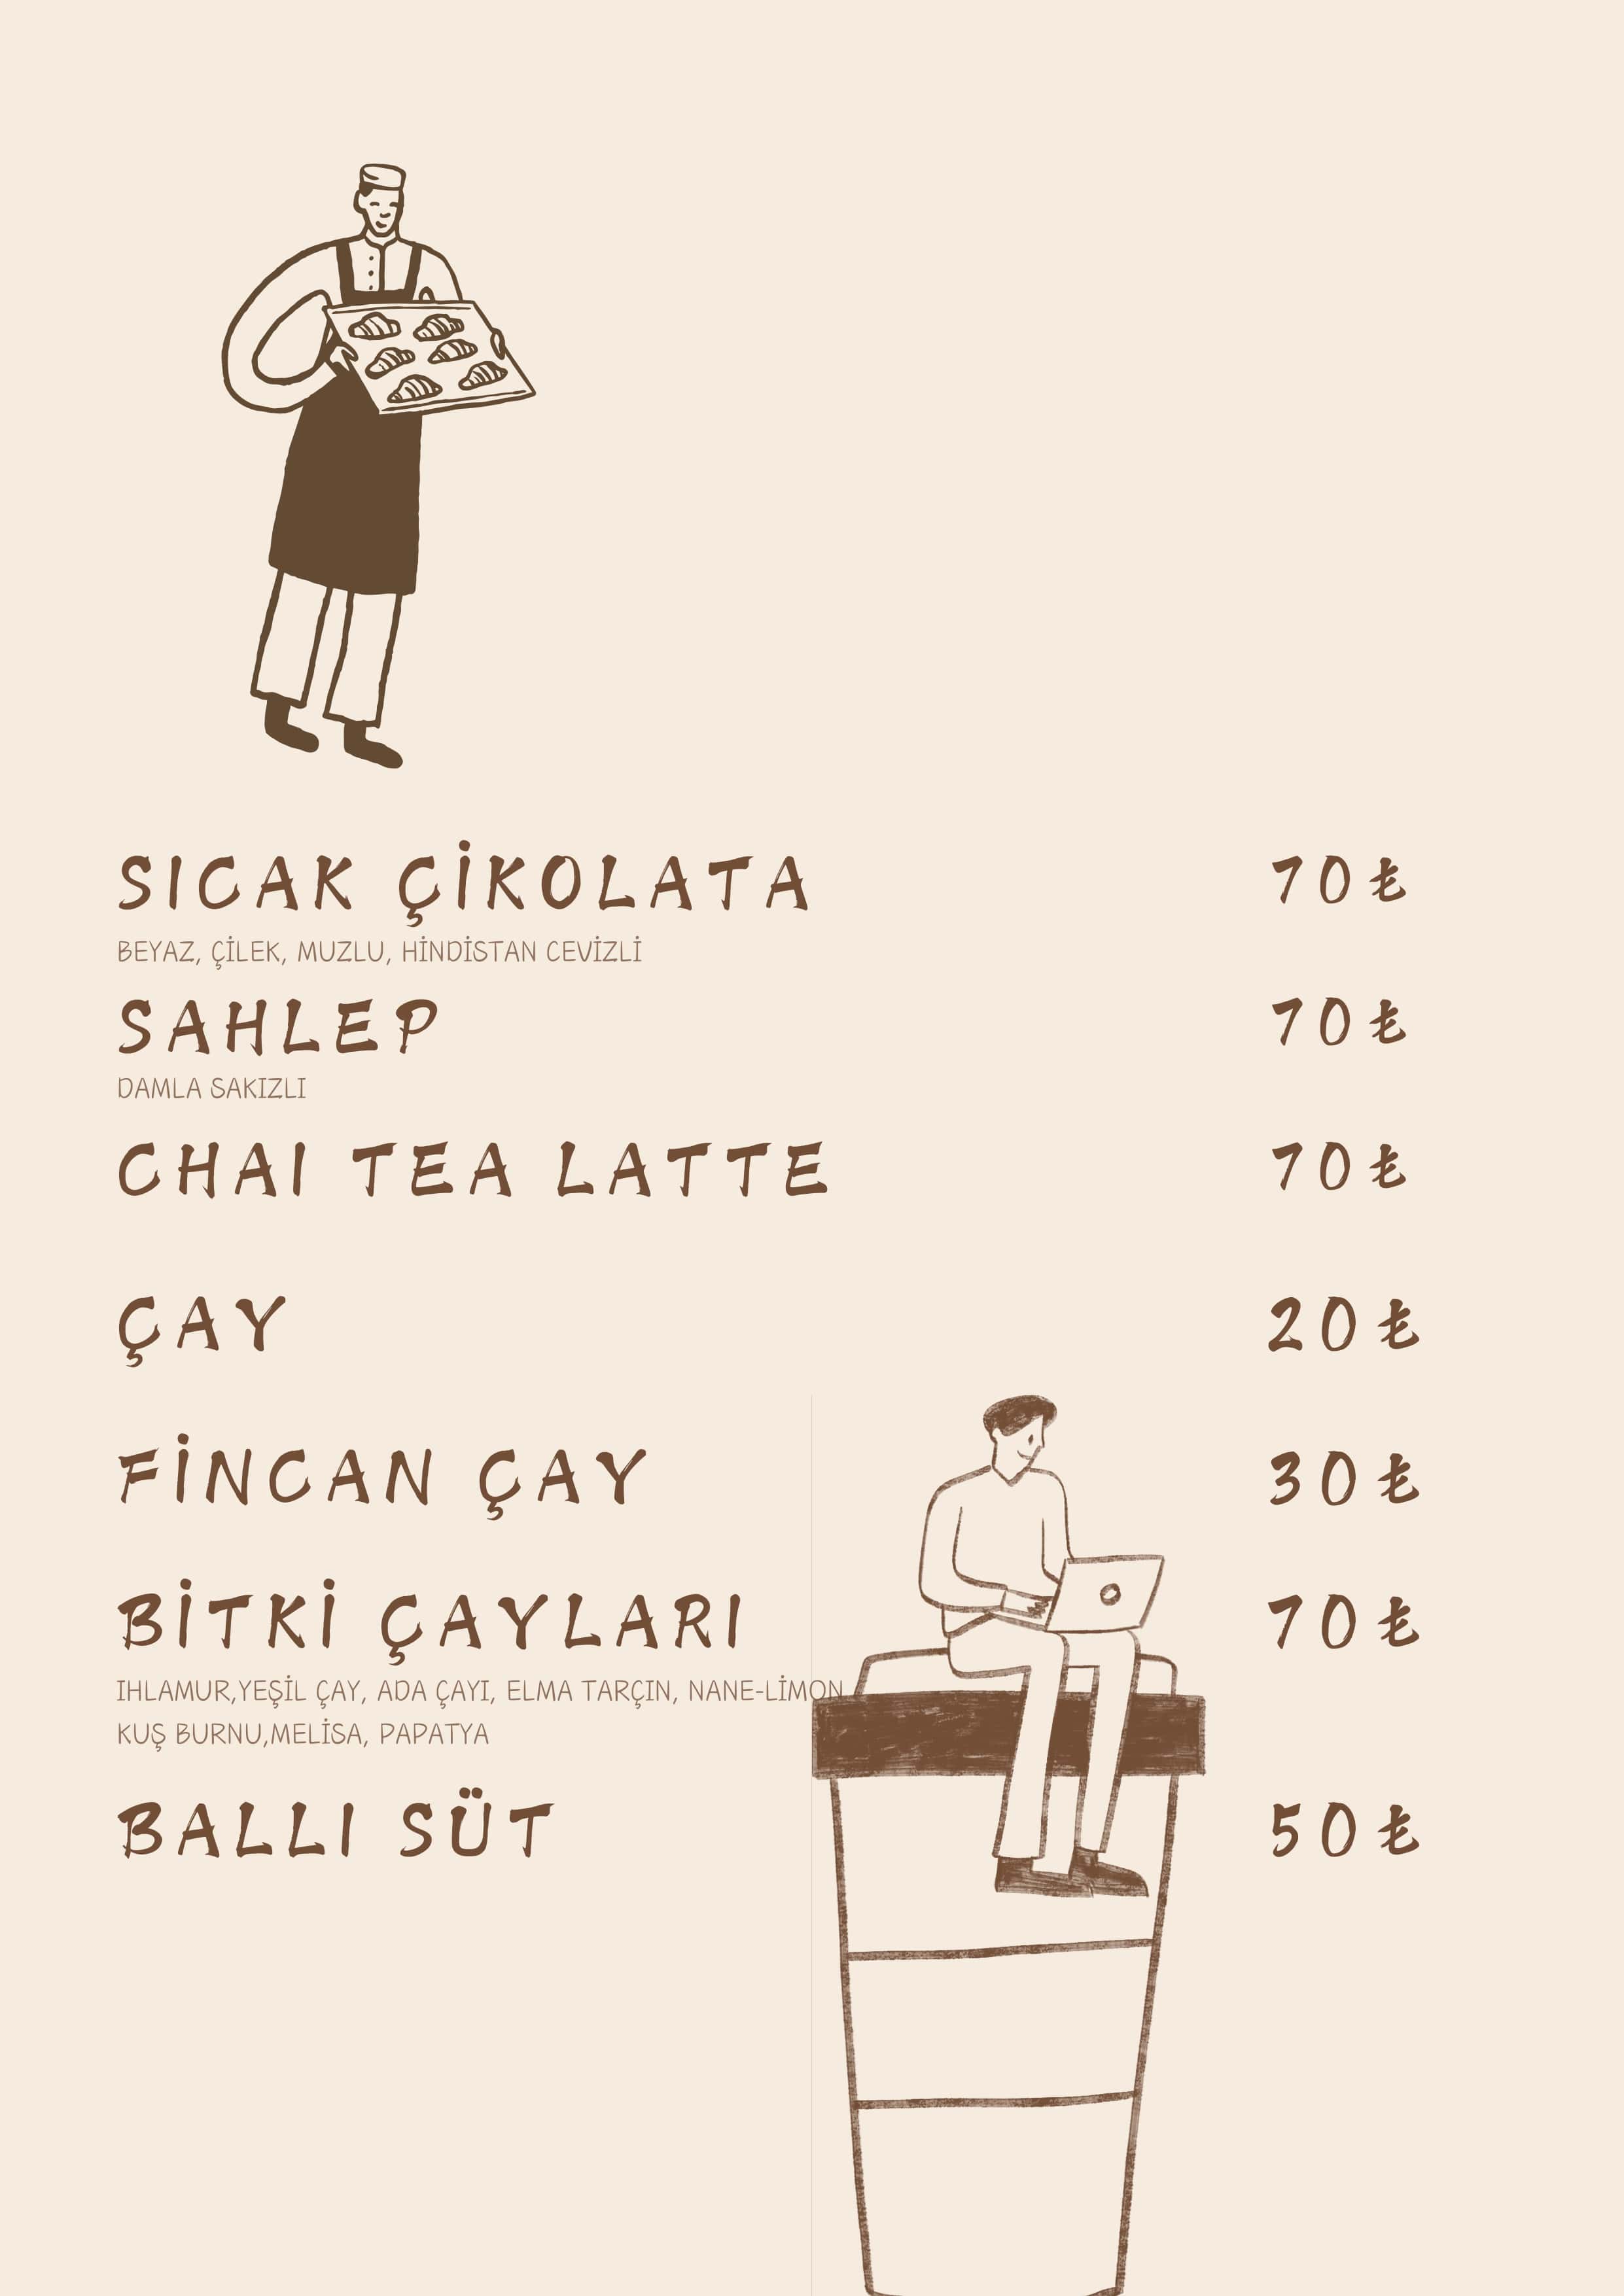 SICAK ÇİKOLATA 70₺
BEYAZ, ÇİLEK, MUZLU, HİNDİSTAN CEVİZLİ
SAHLEP 70₺
DAMLA SAKIZLI
CHAI TEA LATTE 70₺
ÇAY 20₺
FİNCAN ÇAY 30₺
BİTKİ ÇAYLARI 70₺
IHLAMUR,YEŞİL ÇAY, ADA ÇAYI, ELMA TARÇIN, NANE-LİMON
KUŞ BURNU,MELİSA, PAPATYA
BALLI SÜT 50₺